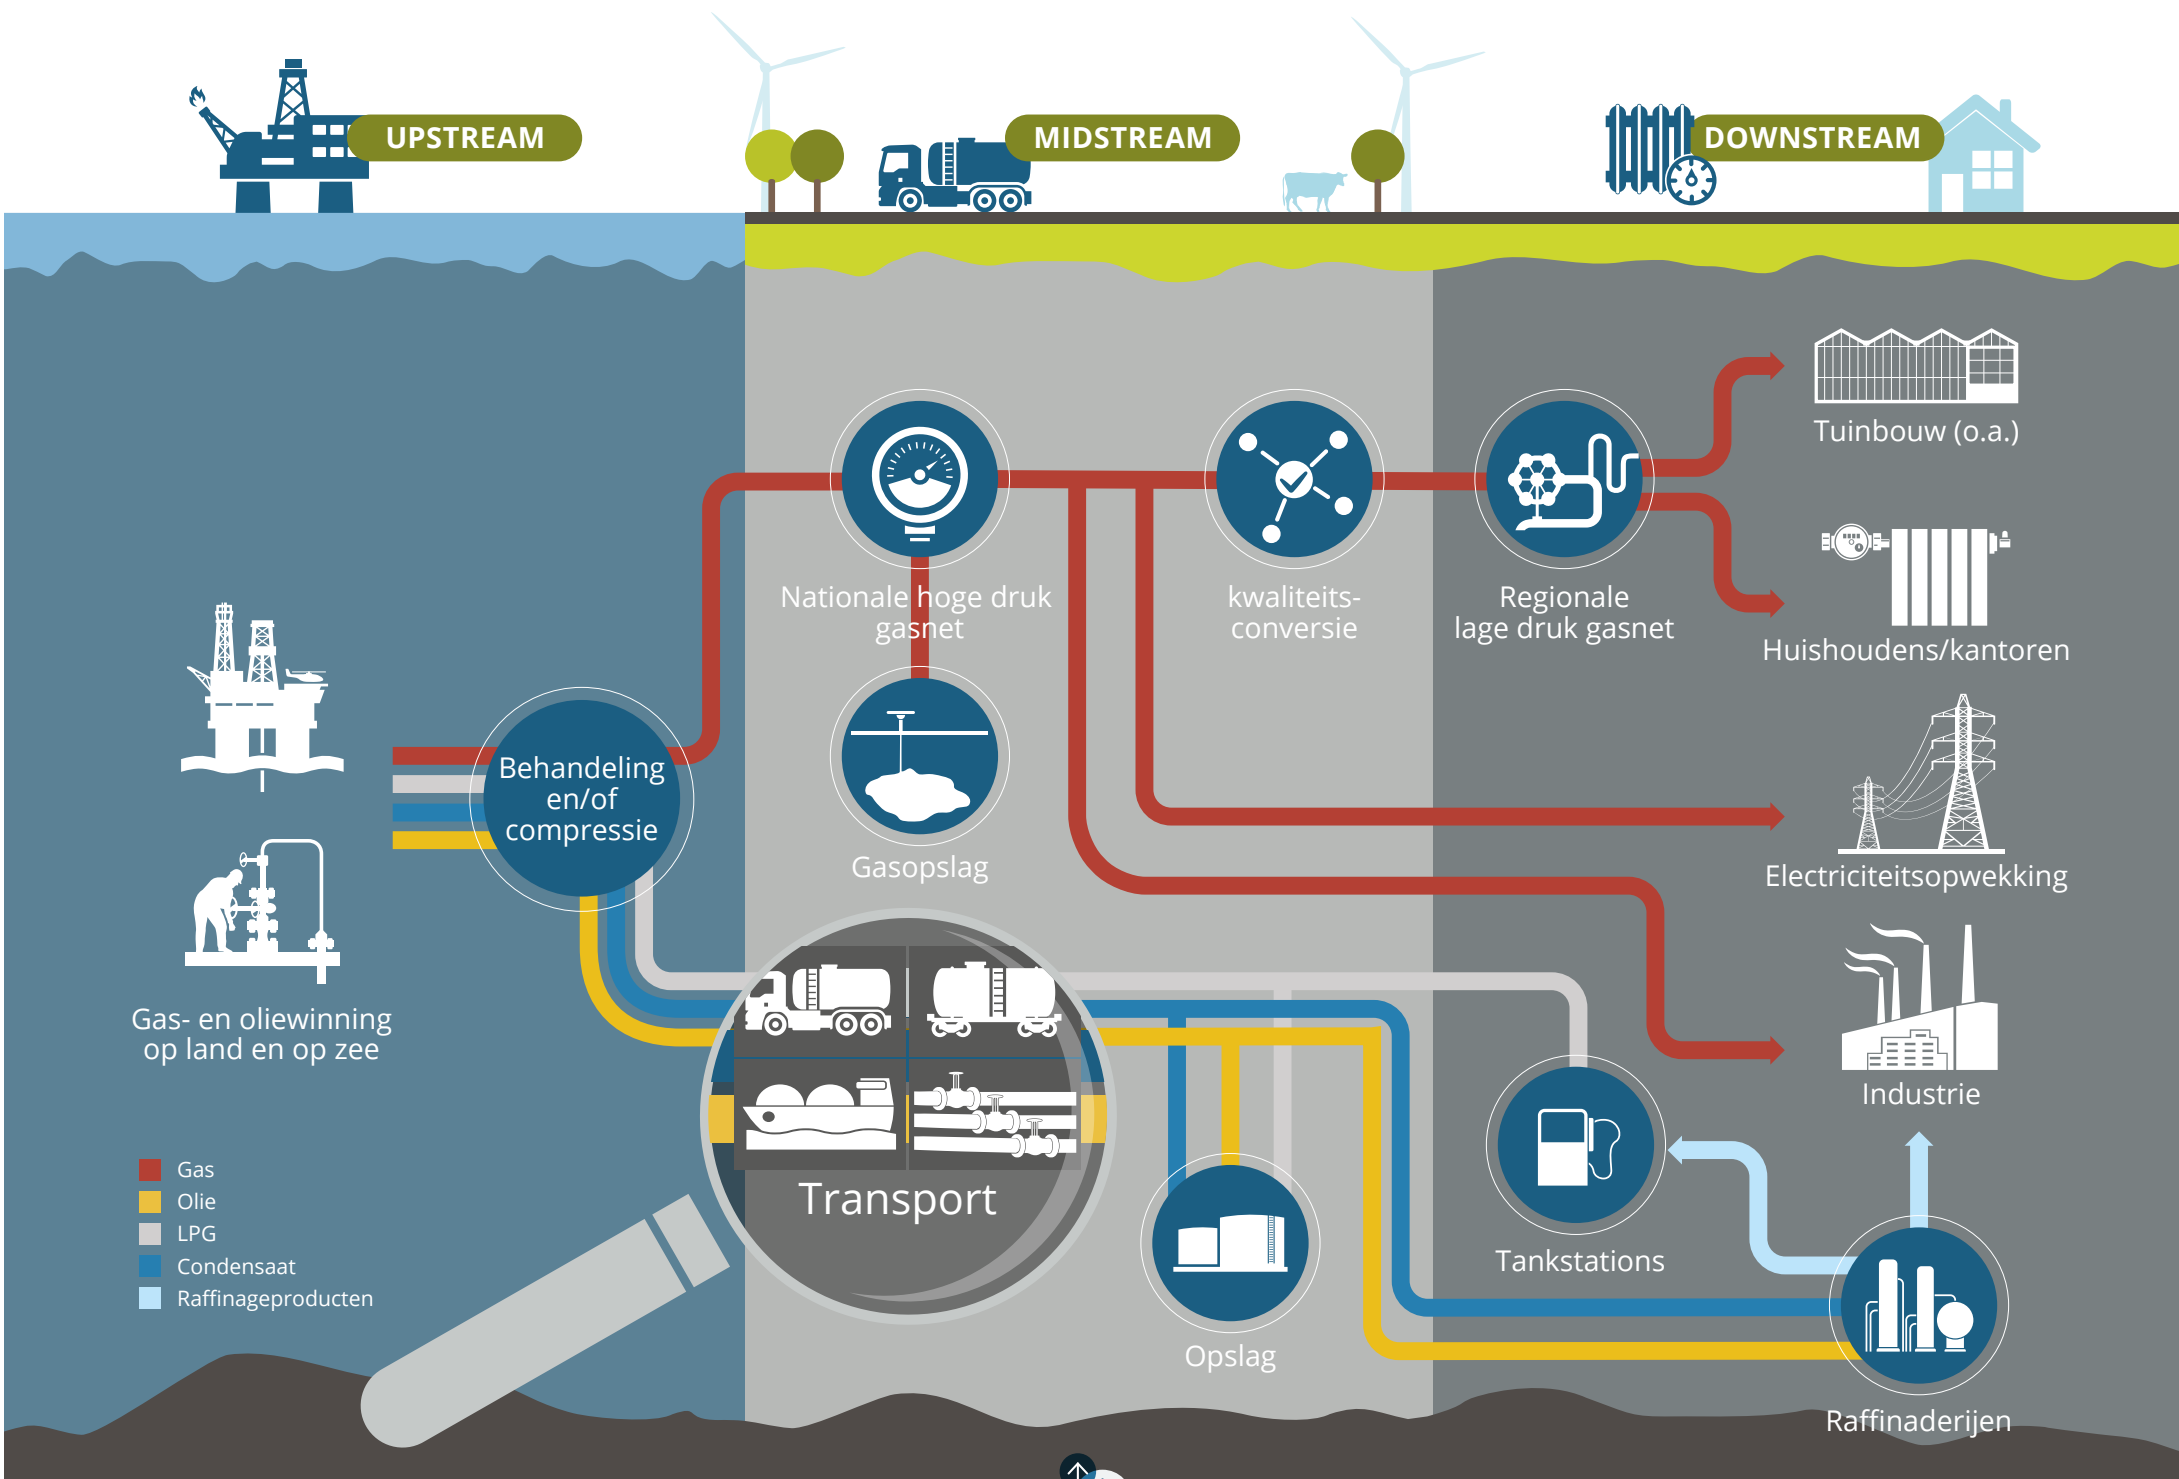 UPSTREAM
MIDSTREAM
DOWNSTREAM
Tuinbouw (o.a.)
Nationale hoge druk
gasnet
kwaliteits-
conversie
Regionale
lage druk gasnet
Huishoudens/kantoren
Behandeling
en/of
compressie
Gasopslag
Electriciteitsopwekking
Gas- en oliewinning
op land en op zee
Industrie
Transport
Gas
Olie
LPG
Condensaat
Raffinageproducten
Tankstations
Opslag
Raffinaderijen